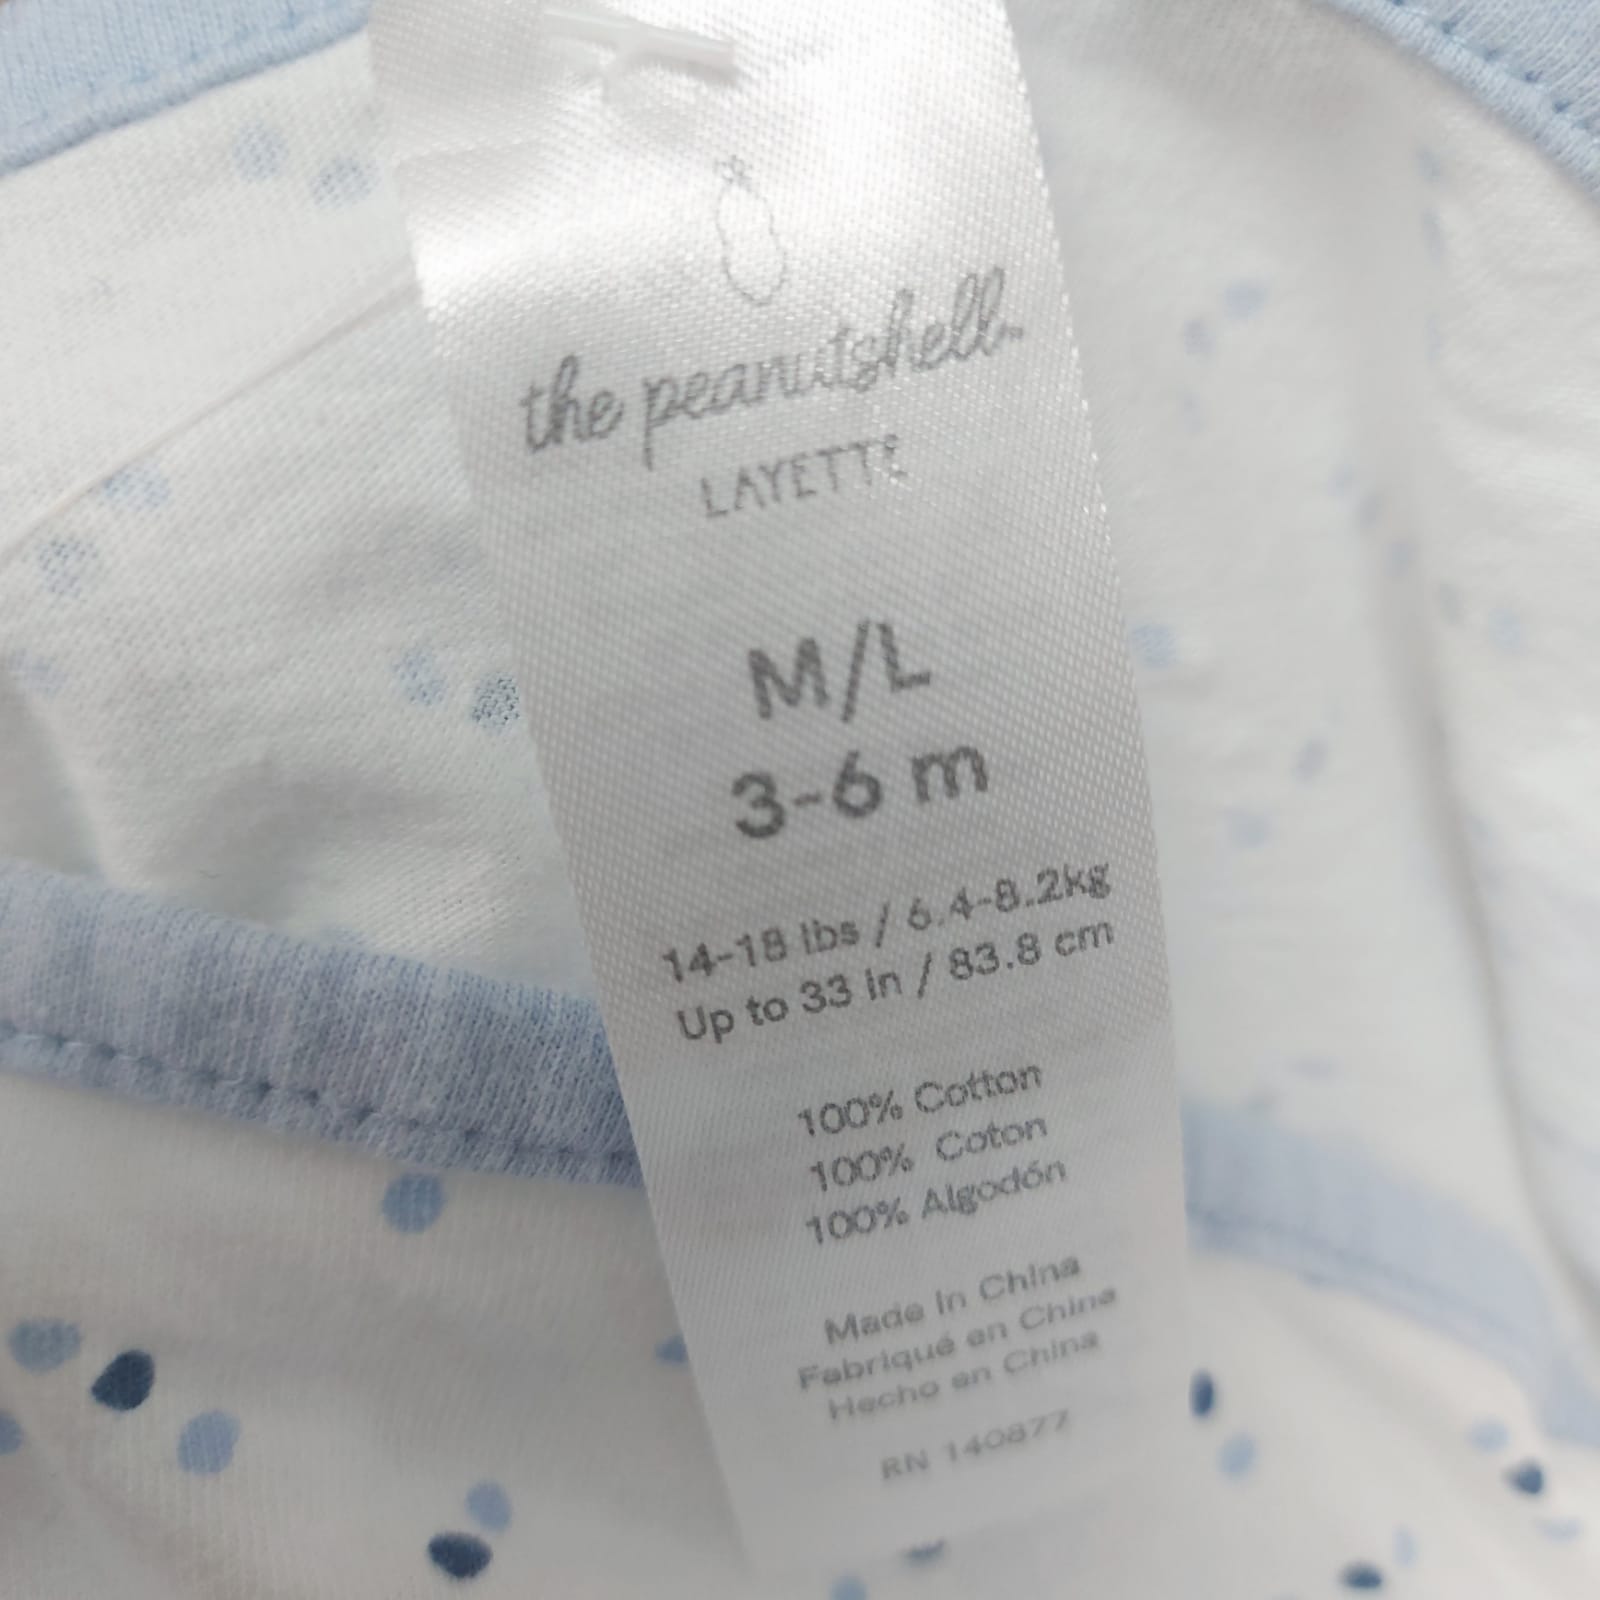 the peanutshell™
LAYETTE
M/L
3-6 m
14-18 lbs / 6.4-8.2kg
Up to 33 in / 83.8 cm
100% Cotton
100% Coton
100% Algodón
Made in China
Fabriqué en Chine
Hecho en China
RN 140877